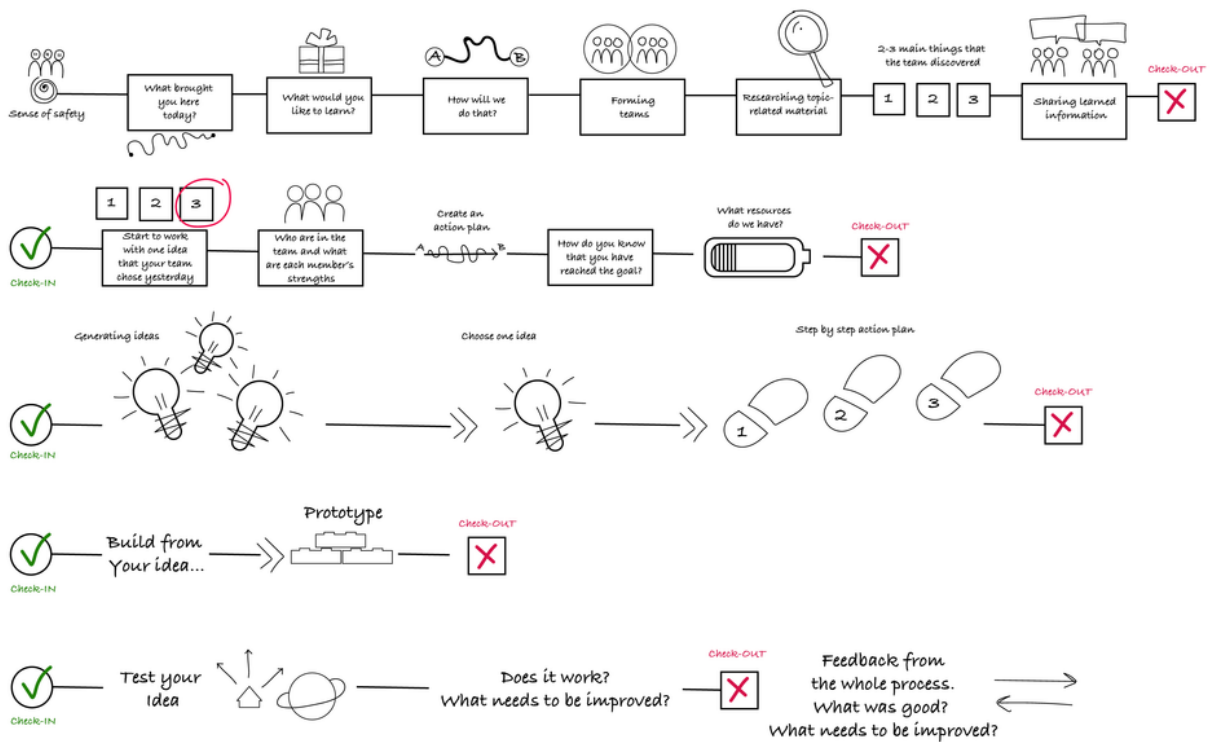 Sense of safety
What brought
you here
today?
What would you
like to learn?
A
B
How will we
do that?
Forming
teams
Researching topic-
related material
2-3 main things that
the team discovered
1
2
3
Sharing learned
information
Check-OUT
Check-IN
1
2
3
Start to work
with one idea
that your team
chose yesterday
Who are in the
team and what
are each member's
strengths
Create an
action plan
A
B
How do you know
that you have
reached the goal?
What resources
do we have?
Check-OUT
Check-IN
Generating ideas
Choose one idea
Step by step action plan
1
2
3
Check-OUT
Check-IN
Build from
Your idea...
Prototype
Check-OUT
Check-IN
Test your
Idea
Does it work?
What needs to be improved?
Check-OUT
Feedback from
the whole process.
What was good?
What needs to be improved?